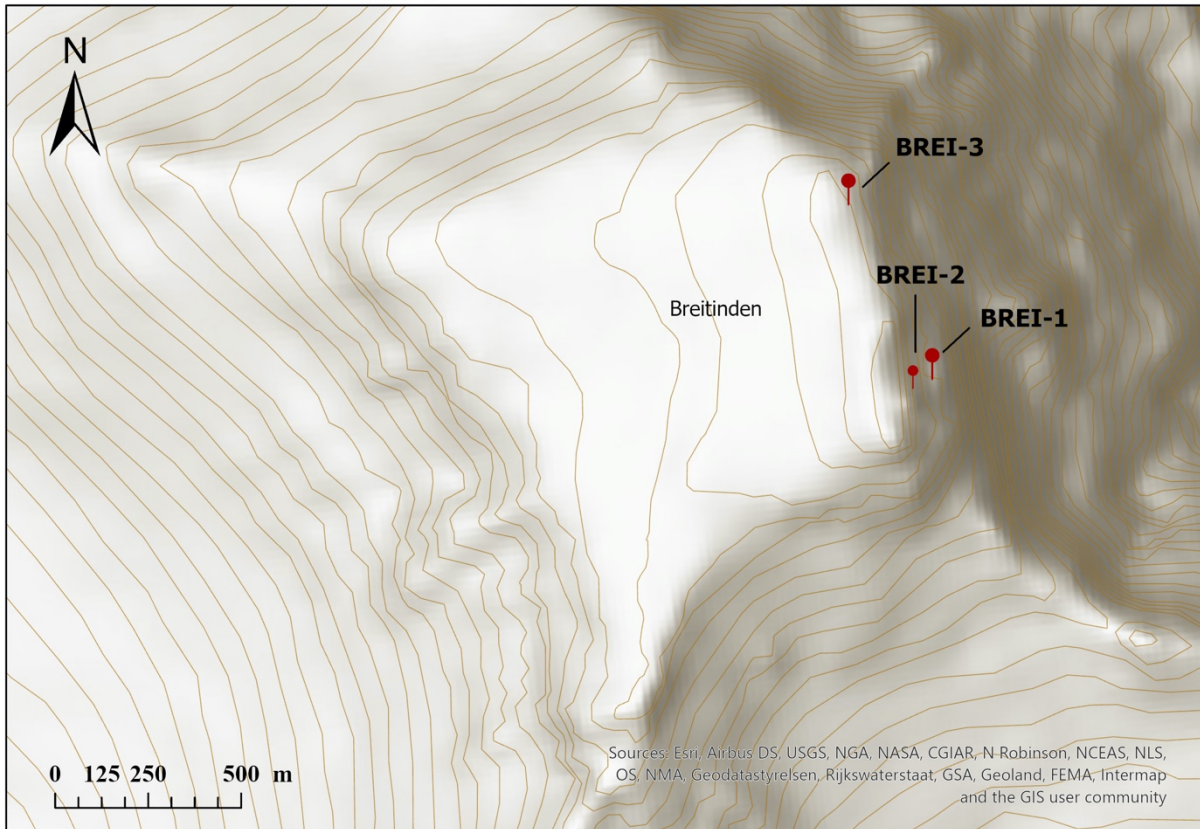 N
BREI-3
BREI-2
BREI-1
Breitinden
0 125 250 500 m
Sources: Esri, Airbus DS, USGS, NGA, NASA, CGIAR, N Robinson, NCEAS, NLS,
OS, NMA, Geodatastyrelsen, Rijkswaterstaat, GSA, Geoland, FEMA, Intermap
and the GIS user community